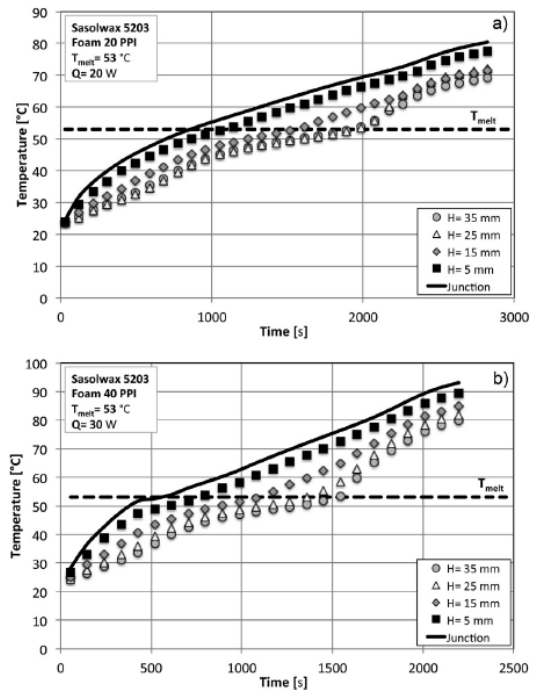 a)
Sasolwax 5203
Foam 20 PPI
Tmelt= 53 °C
Q= 20 W
Temperature [°C]
90
80
70
60
50
40
30
20
10
0
Tmelt
H= 35 mm
H= 25 mm
H= 15 mm
H= 5 mm
Junction
0 1000 2000 3000
Time [s]
b)
Sasolwax 5203
Foam 40 PPI
Tmelt= 53 °C
Q= 30 W
Temperature [°C]
100
90
80
70
60
50
40
30
20
10
0
Tmelt
H= 35 mm
H= 25 mm
H= 15 mm
H= 5 mm
Junction
0 500 1000 1500 2000 2500
Time [s]